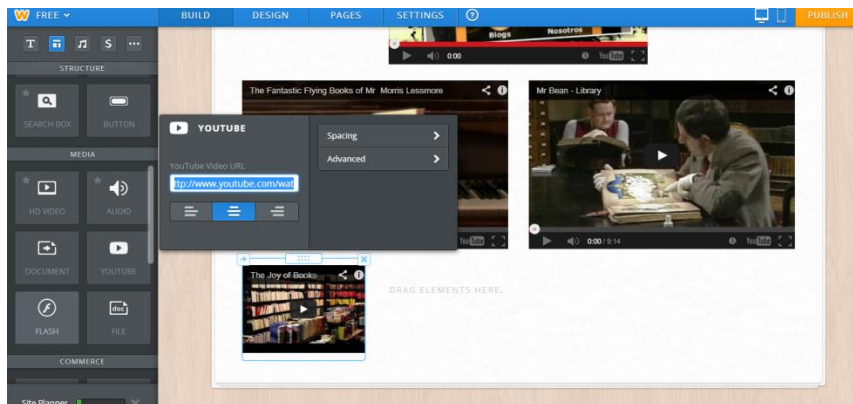 FREE
BUILD
DESIGN
PAGES
SETTINGS
?
PUBLISH
T
$
STRUCTURE
SEARCH BOX
BUTTON
MEDIA
HD VIDEO
AUDIO
DOCUMENT
YOUTUBE
FLASH
doc
FILE
COMMERCE
Site Planner
YOUTUBE
YouTube Video URL
ttp://www.youtube.com/wat
Spacing
Advanced
Blogs
Nosotros
0:00
YouTube
The Fantastic Flying Books of Mr Morris Lessmore
Mr Bean - Library
YouTube
0:00 / 9:14
YouTube
The Joy of Books
DRAG ELEMENTS HERE.